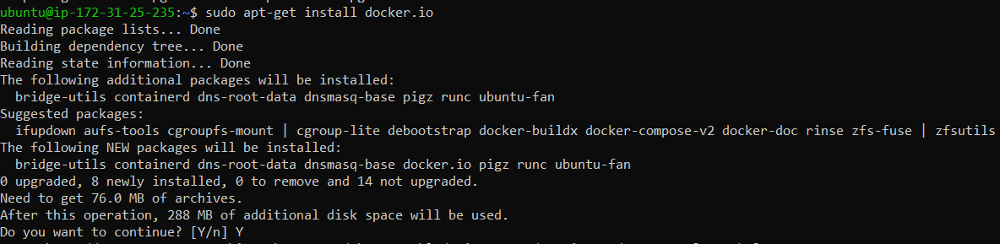 ubuntu@ip-172-31-25-235:~$ sudo apt-get install docker.io
Reading package lists... Done
Building dependency tree... Done
Reading state information... Done
The following additional packages will be installed:
  bridge-utils containerd dns-root-data dnsmasq-base pigz runc ubuntu-fan
Suggested packages:
  ifupdown aufs-tools cgroupfs-mount | cgroup-lite debootstrap docker-buildx docker-compose-v2 docker-doc rinse zfs-fuse | zfsutils
The following NEW packages will be installed:
  bridge-utils containerd dns-root-data dnsmasq-base docker.io pigz runc ubuntu-fan
0 upgraded, 8 newly installed, 0 to remove and 14 not upgraded.
Need to get 76.0 MB of archives.
After this operation, 288 MB of additional disk space will be used.
Do you want to continue? [Y/n] Y